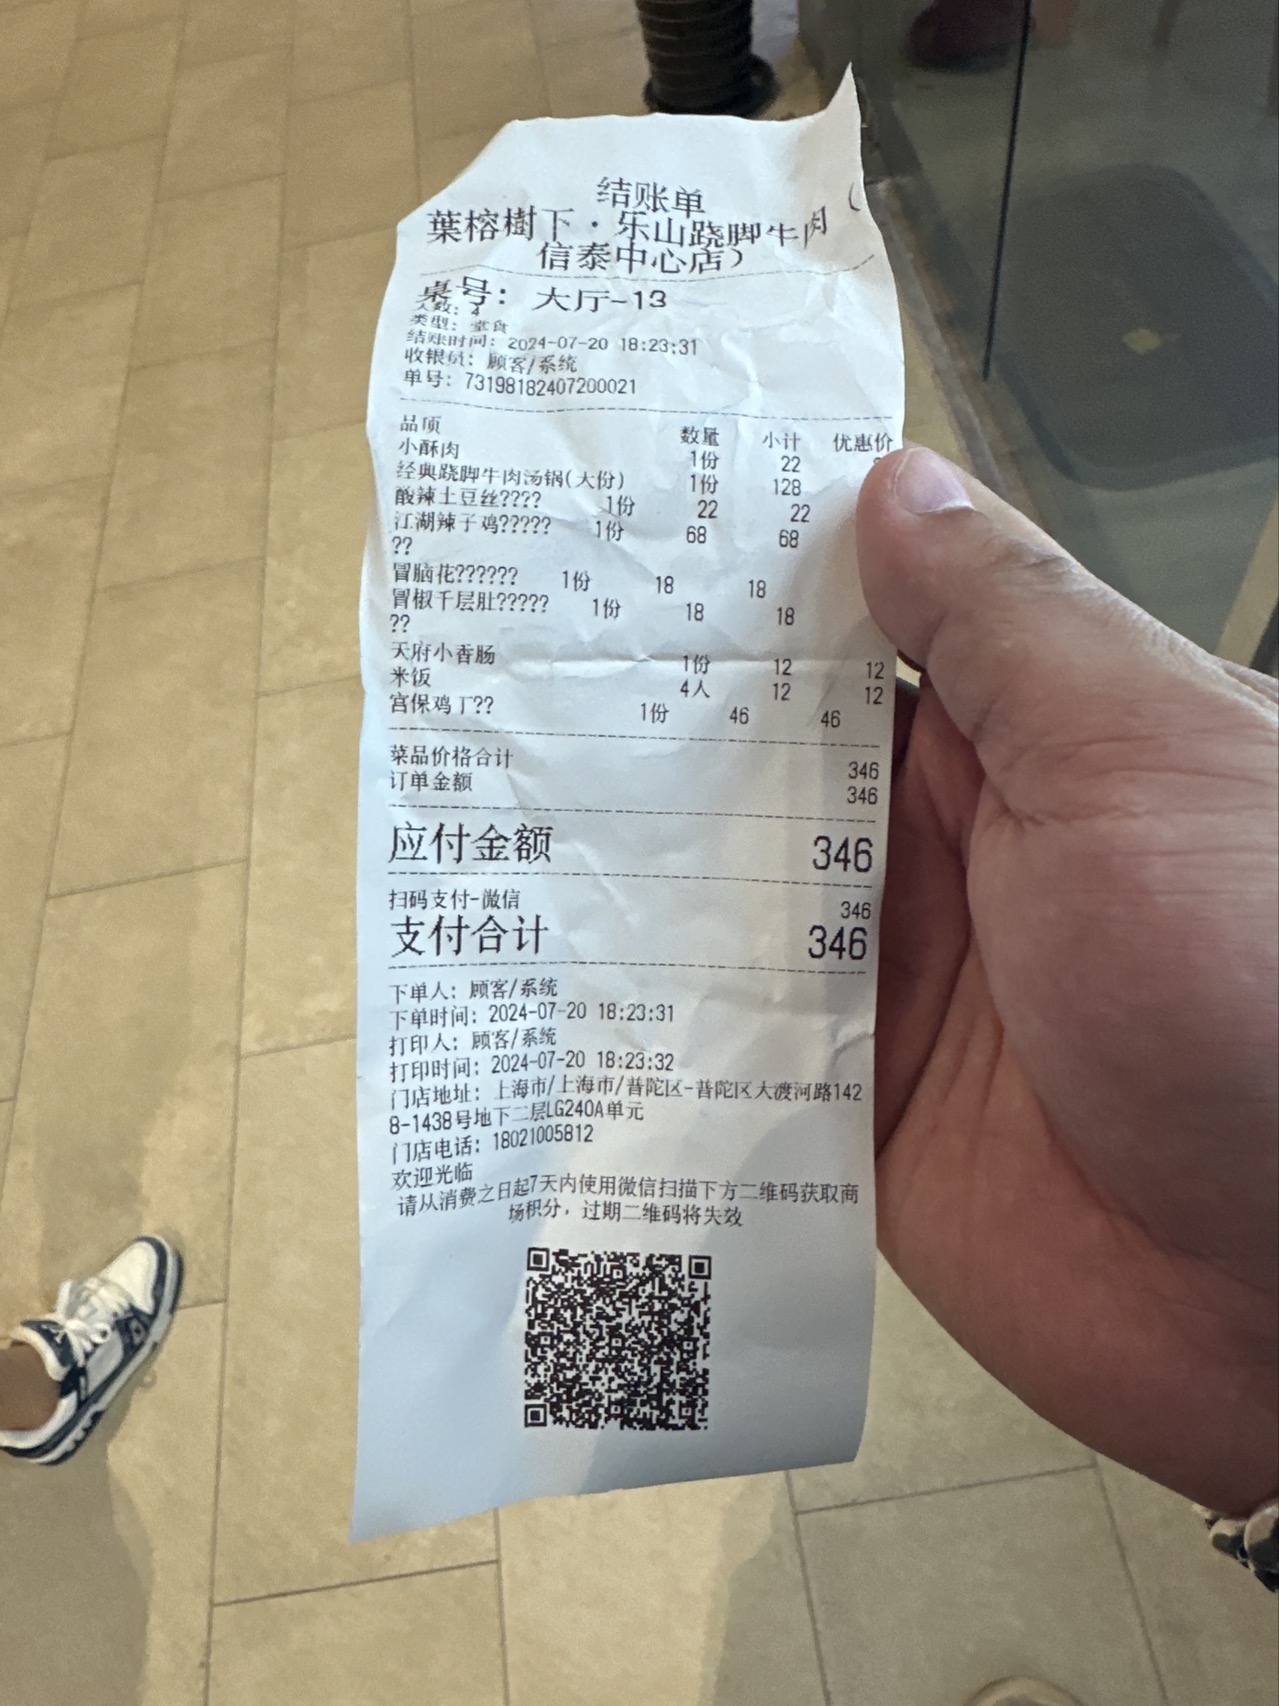 结账单
葉榕樹下·乐山跷脚牛肉（
信泰中心店）
桌号：大厅-13
人数：4
类型：堂食
结账时间：2024-07-20 18:23:31
收银员：顾客/系统
单号：73198182407200021
品项 数量 小计 优惠价
小酥肉 1份 22
经典跷脚牛肉汤锅(大份) 1份 128
酸辣土豆丝???? 1份 22 22
江湖辣子鸡????? 1份 68 68
??
冒脑花?????? 1份 18 18
冒椒千层肚????? 1份 18 18
??
天府小香肠 1份 12 12
米饭 4人 12 12
宫保鸡丁?? 1份 46 46
菜品价格合计 346
订单金额 346
应付金额 346
扫码支付-微信 346
支付合计 346
下单人：顾客/系统
下单时间：2024-07-20 18:23:31
打印人：顾客/系统
打印时间：2024-07-20 18:23:32
门店地址：上海市/上海市/普陀区-普陀区大渡河路142
8-1438号地下二层LG240A单元
门店电话：18021005812
欢迎光临
请从消费之日起7天内使用微信扫描下方二维码获取商
场积分，过期二维码将失效